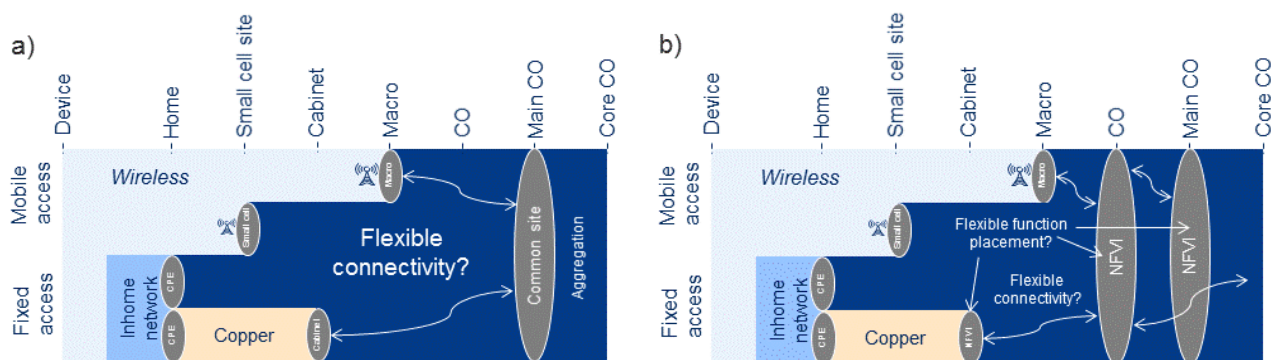 a)
Device
Home
Small cell site
Cabinet
Macro
CO
Main CO
Core CO
Mobile
access
Fixed
access
Wireless
Macro
Small cell
CPE
CPE
Inhome
network
Copper
Cabinet
Flexible
connectivity?
Common site
Aggregation
b)
Device
Home
Small cell site
Cabinet
Macro
CO
Main CO
Core CO
Mobile
access
Fixed
access
Wireless
Macro
Small cell
CPE
CPE
Inhome
network
Copper
NFVI
Flexible function
placement?
Flexible
connectivity?
NFVI
NFVI